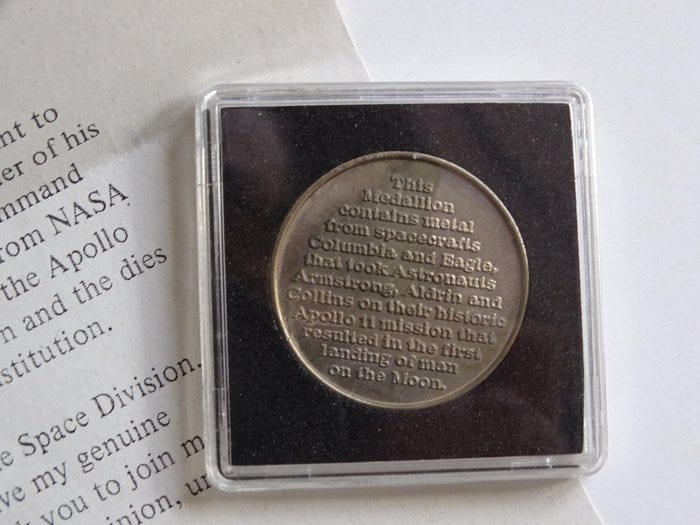 nt to
er of his
mmand
rom NASA
the Apollo
n and the dies
stitution.
e Space Division.
ve my genuine
k you to join m
inion, u
This
Medallion
contains metal
from spacecrafts
Columbia and Eagle,
that took Astronauts
Armstrong, Aldrin and
Collins on their historic
Apollo 11 mission that
resulted in the first
landing of man
on the Moon.